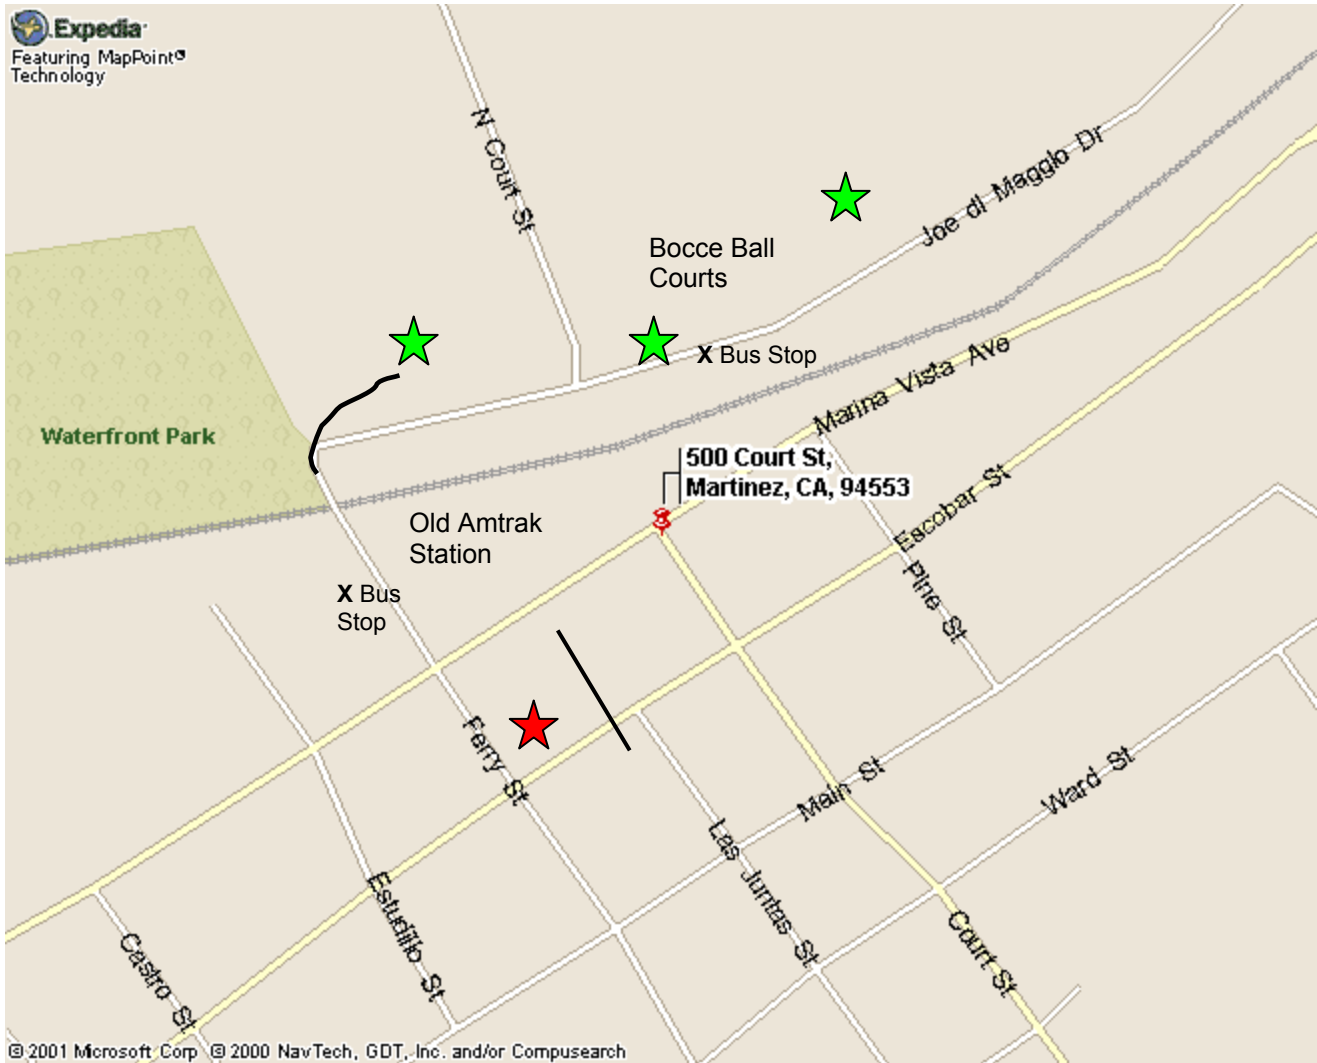 Expedia
Featuring MapPoint
Technology
N Court St
Joe di Maggio Dr
Bocce Ball
Courts
X Bus Stop
Marina Vista Ave
Waterfront Park
500 Court St,
Martinez, CA, 94553
Old Amtrak
Station
Escobar St
X Bus
Stop
Pine St
Ferry St
Main St
Ward St
Las Juntas St
Estudillo St
Court St
Castro St
© 2001 Microsoft Corp © 2000 NavTech, GDT, Inc. and/or Compusearch